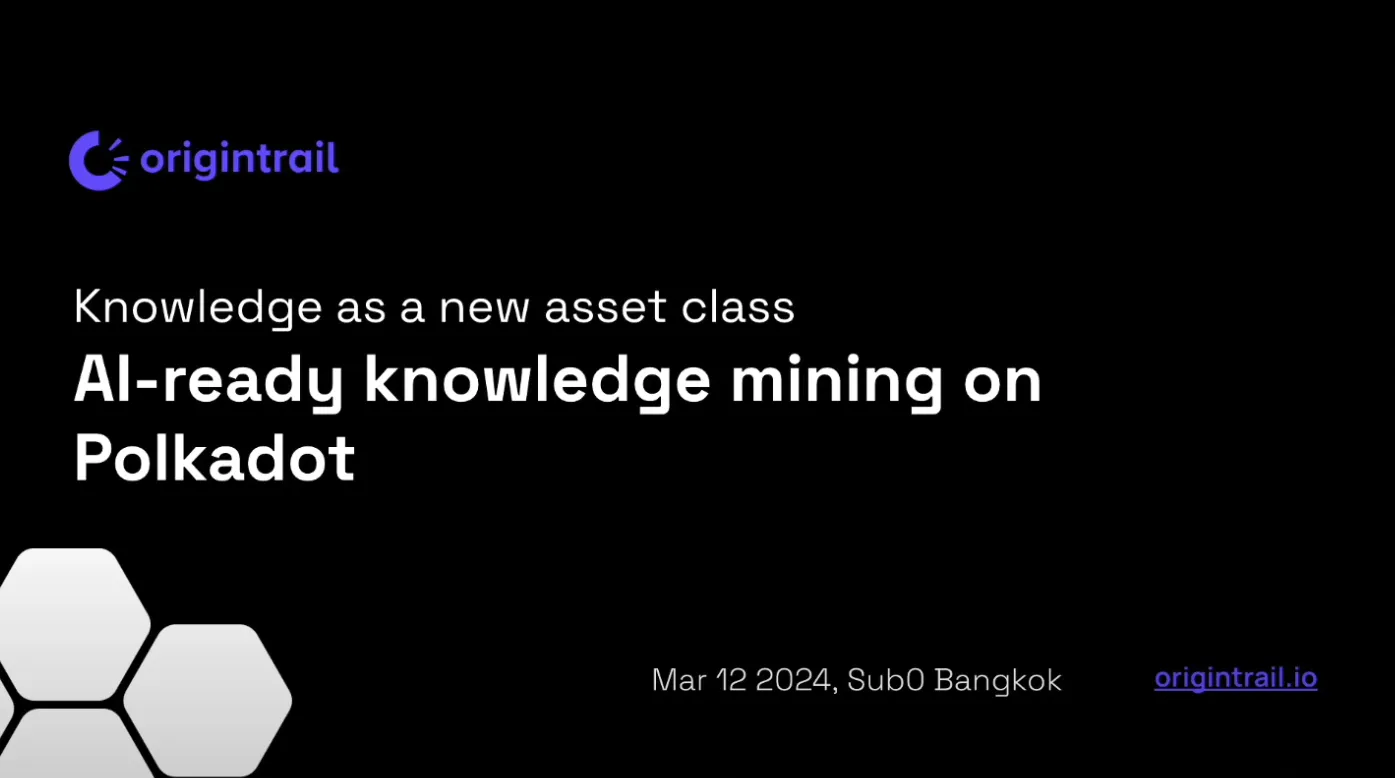 origintrail
Knowledge as a new asset class
AI-ready knowledge mining on
Polkadot
Mar 12 2024, Sub0 Bangkok
origintrail.io